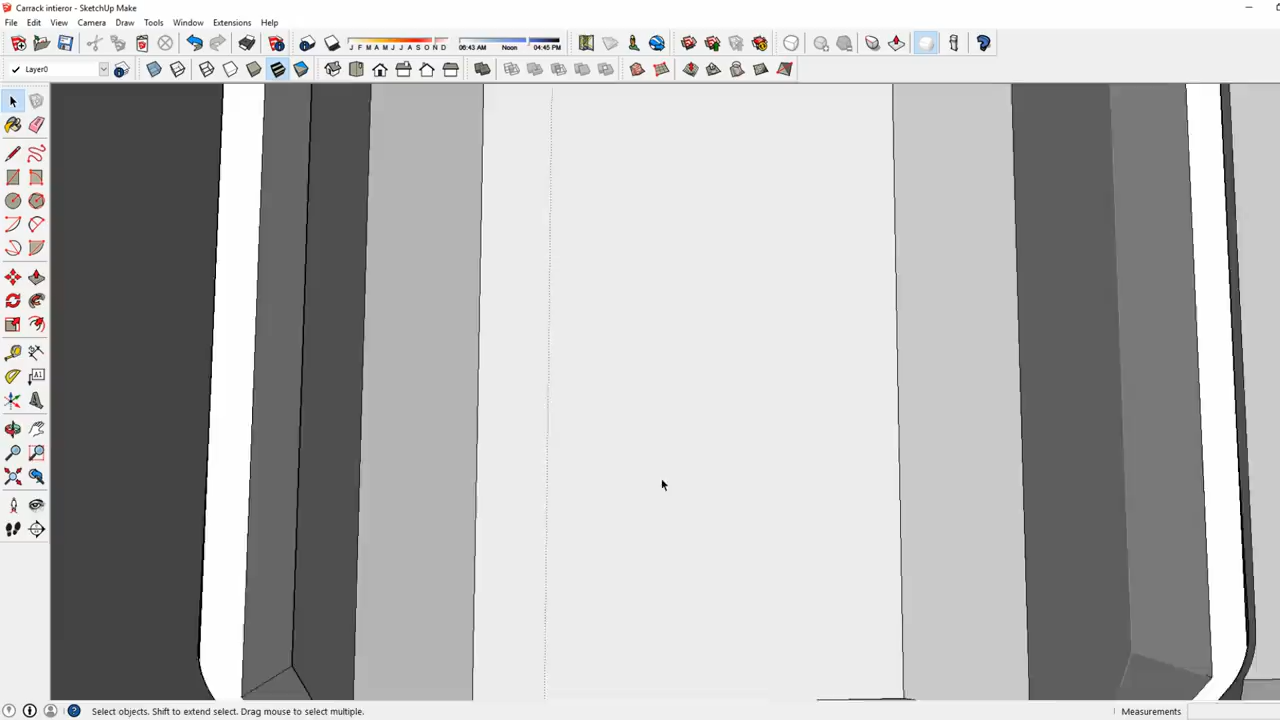 Carrack intieror - SketchUp Make
File Edit View Camera Draw Tools Window Extensions Help
J F M A M J J A S O N D 06:43 AM Noon 04:45 PM
Layer0
A1
Select objects. Shift to extend select. Drag mouse to select multiple. Measurements